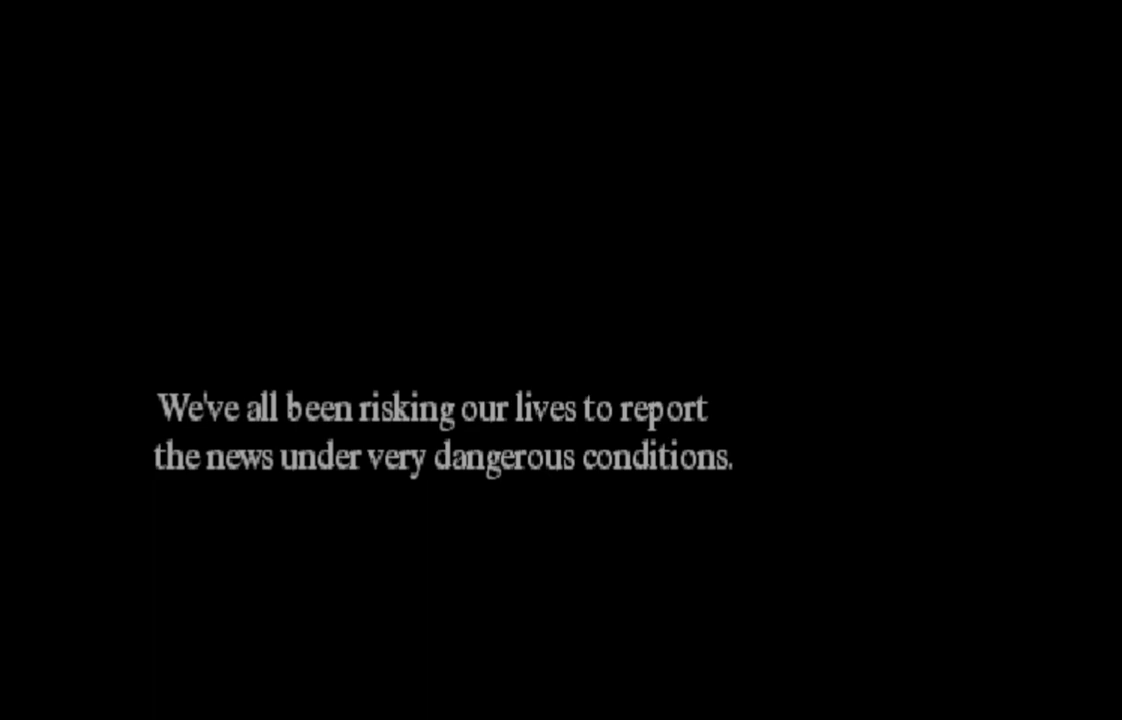 We've all been risking our lives to report
the news under very dangerous conditions.